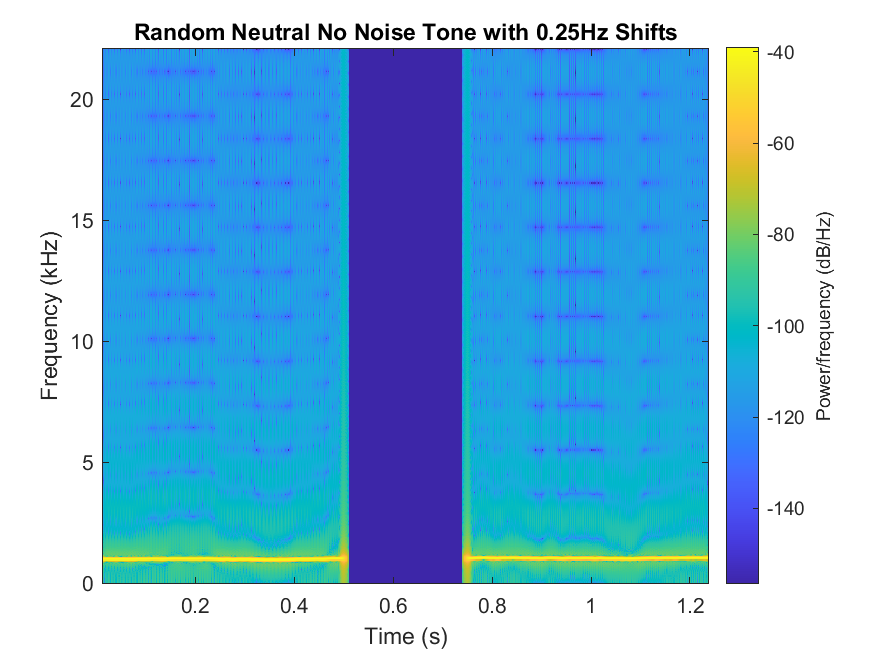 Random Neutral No Noise Tone with 0.25Hz Shifts
20
15
10
5
0
Frequency (kHz)
0.2 0.4 0.6 0.8 1 1.2
Time (s)
-40
-60
-80
-100
-120
-140
Power/frequency (dB/Hz)